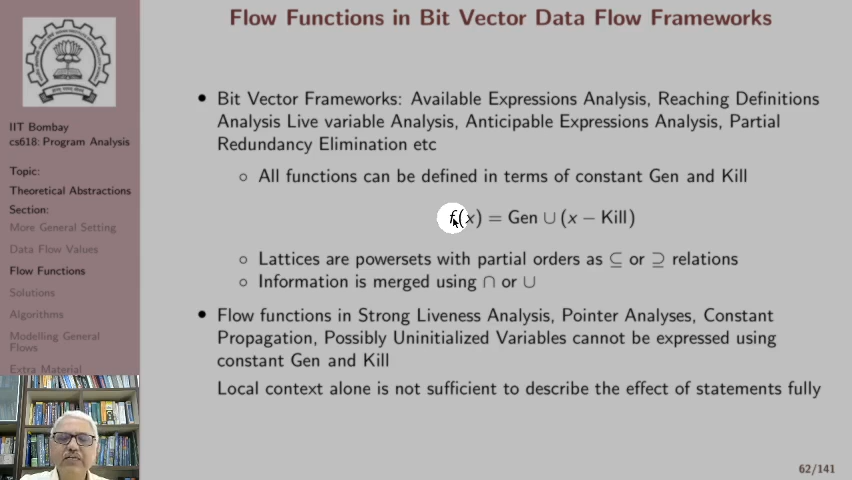 Flow Functions in Bit Vector Data Flow Frameworks
IIT Bombay
cs618: Program Analysis
Topic:
Theoretical Abstractions
Section:
More General Setting
Data Flow Values
Flow Functions
Solutions
Algorithms
Modelling General
Flows
Extra Material
• Bit Vector Frameworks: Available Expressions Analysis, Reaching Definitions
Analysis Live variable Analysis, Anticipable Expressions Analysis, Partial
Redundancy Elimination etc
◦ All functions can be defined in terms of constant Gen and Kill
f(x) = Gen ∪ (x − Kill)
◦ Lattices are powersets with partial orders as ⊆ or ⊇ relations
◦ Information is merged using ∩ or ∪
• Flow functions in Strong Liveness Analysis, Pointer Analyses, Constant
Propagation, Possibly Uninitialized Variables cannot be expressed using
constant Gen and Kill
Local context alone is not sufficient to describe the effect of statements fully
62/141